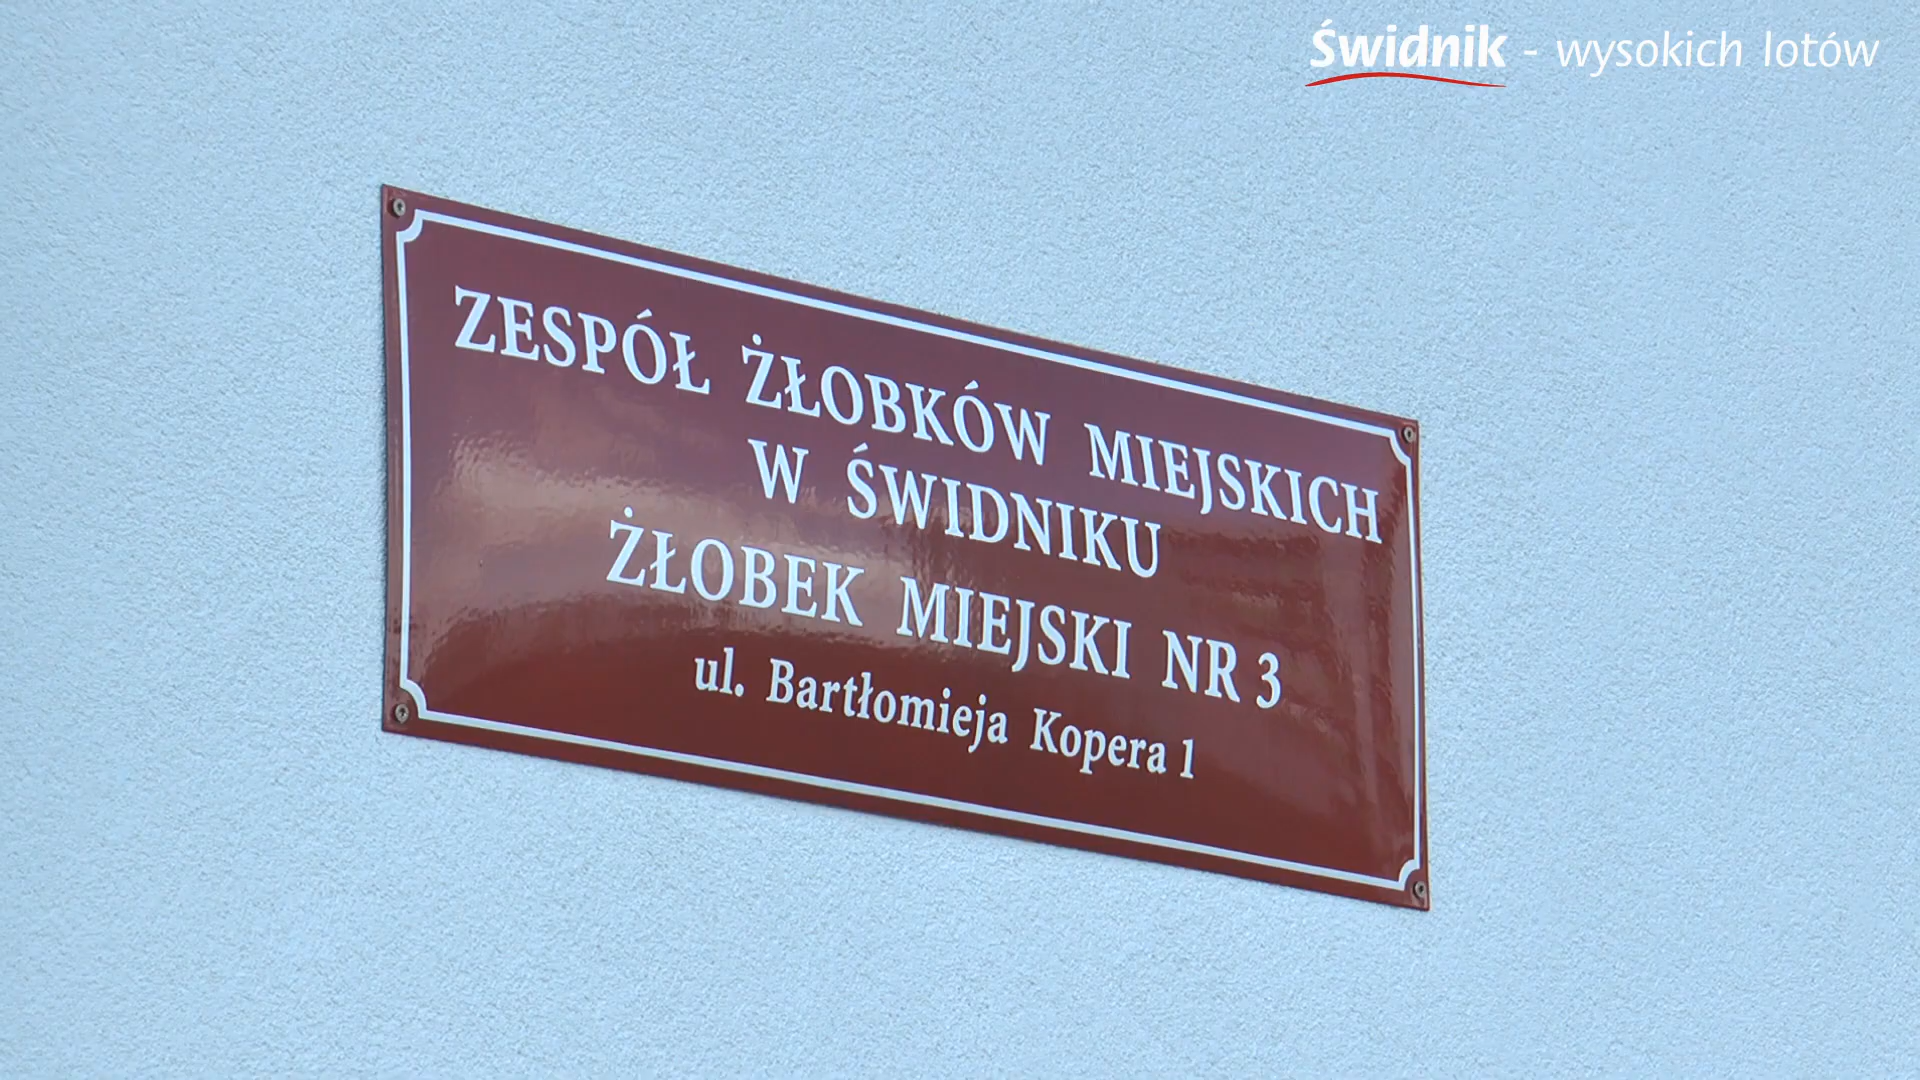 Świdnik - wysokich lotów
ZESPÓŁ ŻŁOBKÓW MIEJSKICH
W ŚWIDNIKU
ŻŁOBEK MIEJSKI NR 3
ul. Bartłomieja Kopera 1